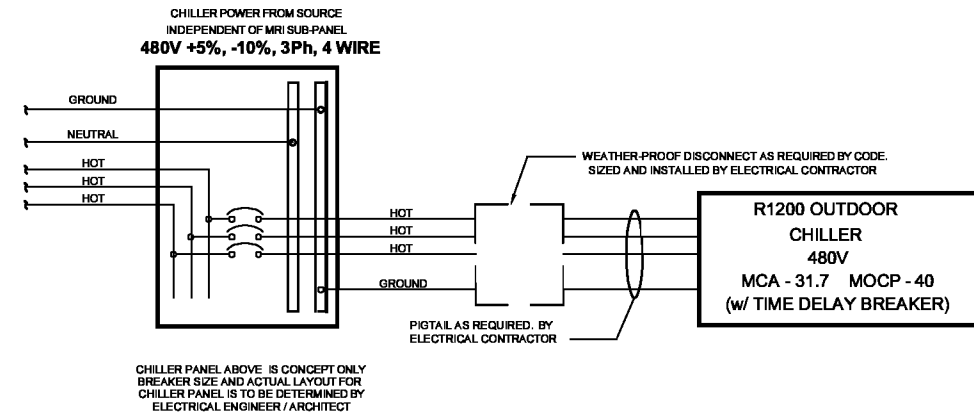 CHILLER POWER FROM SOURCE
INDEPENDENT OF MRI SUB-PANEL
480V +5%, -10%, 3Ph, 4 WIRE
GROUND
NEUTRAL
HOT
HOT
HOT
HOT
HOT
HOT
GROUND
WEATHER-PROOF DISCONNECT AS REQUIRED BY CODE.
SIZED AND INSTALLED BY ELECTRICAL CONTRACTOR
R1200 OUTDOOR
CHILLER
480V
MCA - 31.7 MOCP - 40
(w/ TIME DELAY BREAKER)
PIGTAIL AS REQUIRED. BY
ELECTRICAL CONTRACTOR
CHILLER PANEL ABOVE IS CONCEPT ONLY
BREAKER SIZE AND ACTUAL LAYOUT FOR
CHILLER PANEL IS TO BE DETERMINED BY
ELECTRICAL ENGINEER / ARCHITECT